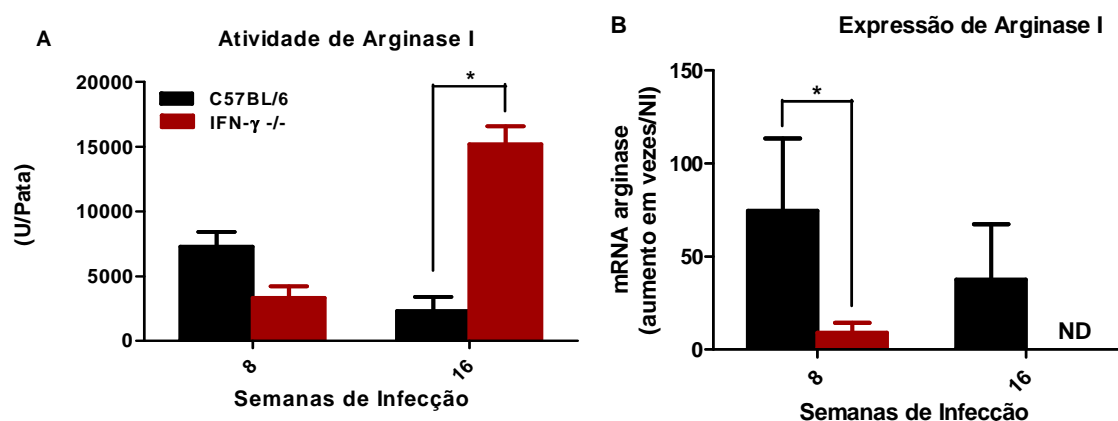 A
Atividade de Arginase I
(U/Pata)
20000
15000
10000
5000
0
C57BL/6
IFN-γ -/-
*
8
16
Semanas de Infecção
B
Expressão de Arginase I
mRNA arginase
(aumento em vezes/NI)
150
100
50
0
*
ND
8
16
Semanas de Infecção